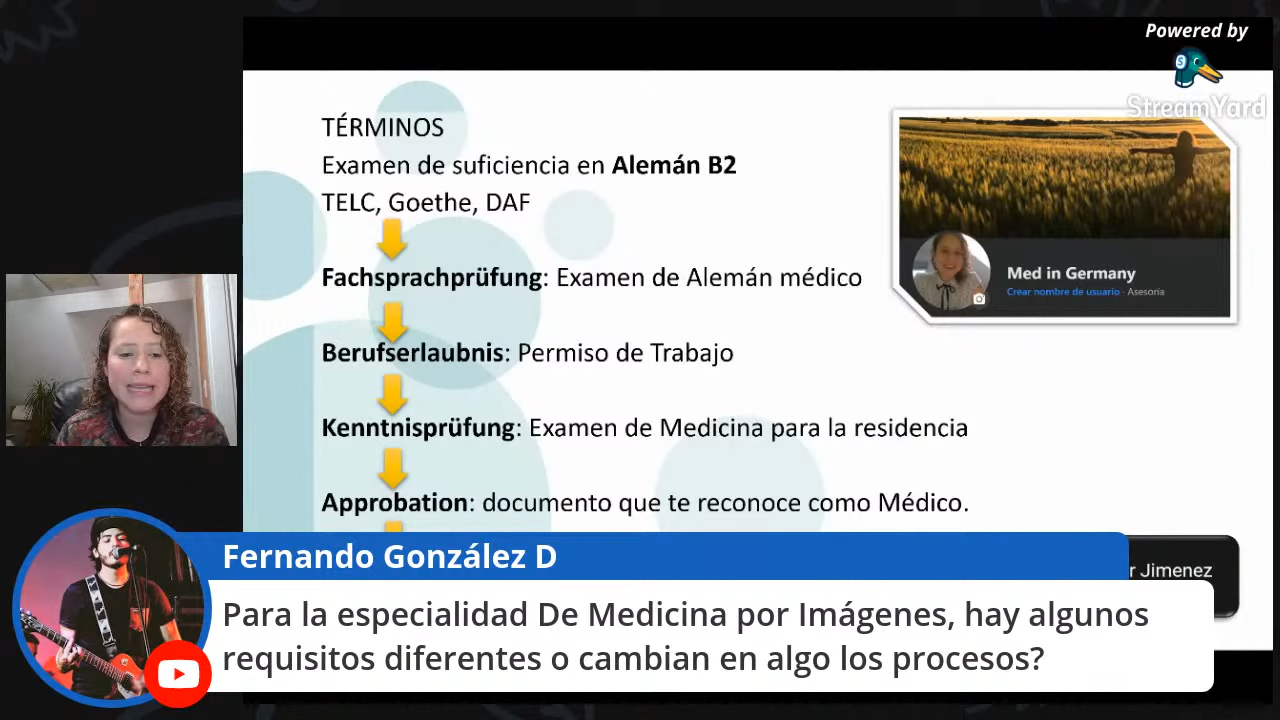 Powered by
StreamYard
TÉRMINOS
Examen de suficiencia en Alemán B2
TELC, Goethe, DAF
Fachsprachprüfung: Examen de Alemán médico
Berufserlaubnis: Permiso de Trabajo
Kenntnisprüfung: Examen de Medicina para la residencia
Approbation: documento que te reconoce como Médico.
Med in Germany
Crear nombre de usuario · Asesoría
r Jimenez
Fernando González D
Para la especialidad De Medicina por Imágenes, hay algunos
requisitos diferentes o cambian en algo los procesos?